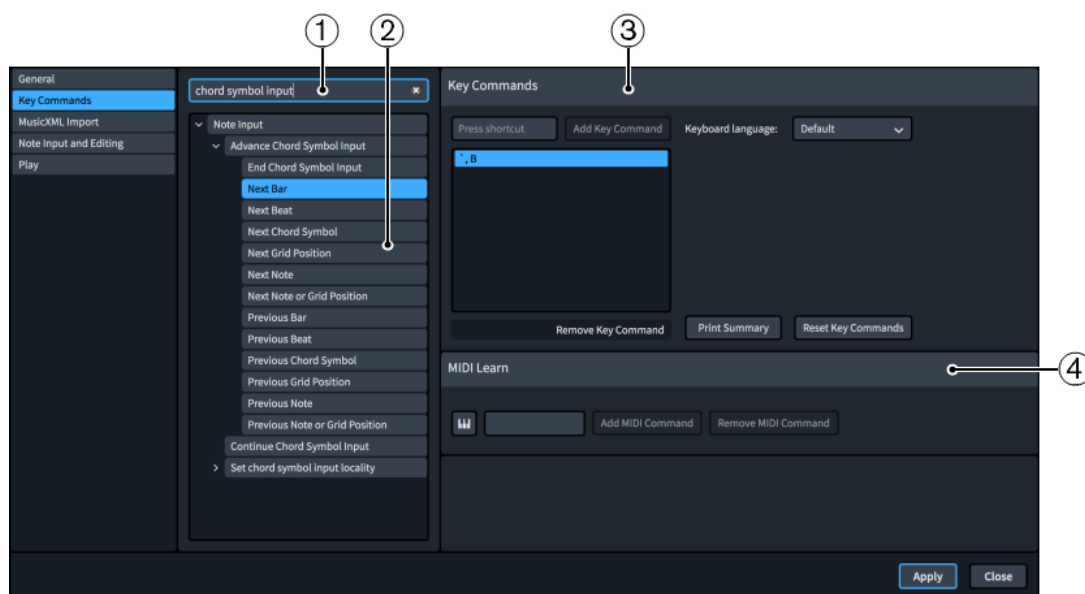 ① ② ③
General
Key Commands
MusicXML Import
Note Input and Editing
Play
chord symbol input
Note Input
Advance Chord Symbol Input
End Chord Symbol Input
Next Bar
Next Beat
Next Chord Symbol
Next Grid Position
Next Note
Next Note or Grid Position
Previous Bar
Previous Beat
Previous Chord Symbol
Previous Grid Position
Previous Note
Previous Note or Grid Position
Continue Chord Symbol Input
Set chord symbol input locality
Key Commands
Press shortcut Add Key Command Keyboard language: Default
`, B
Remove Key Command Print Summary Reset Key Commands
MIDI Learn ④
Add MIDI Command Remove MIDI Command
Apply Close